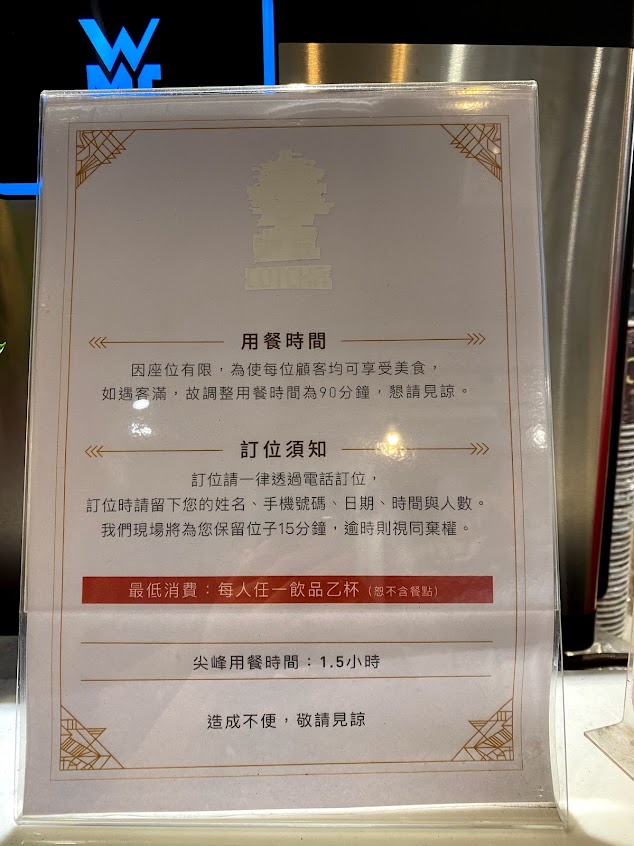 WMF
用餐時間
因座位有限，為使每位顧客均可享受美食，
如遇客滿，故調整用餐時間為90分鐘，懇請見諒。
訂位須知
訂位請一律透過電話訂位，
訂位時請留下您的姓名、手機號碼、日期、時間與人數。
我們現場將為您保留位子15分鐘，逾時則視同棄權。
最低消費：每人任一飲品乙杯（恕不含餐點）
尖峰用餐時間：1.5小時
造成不便，敬請見諒